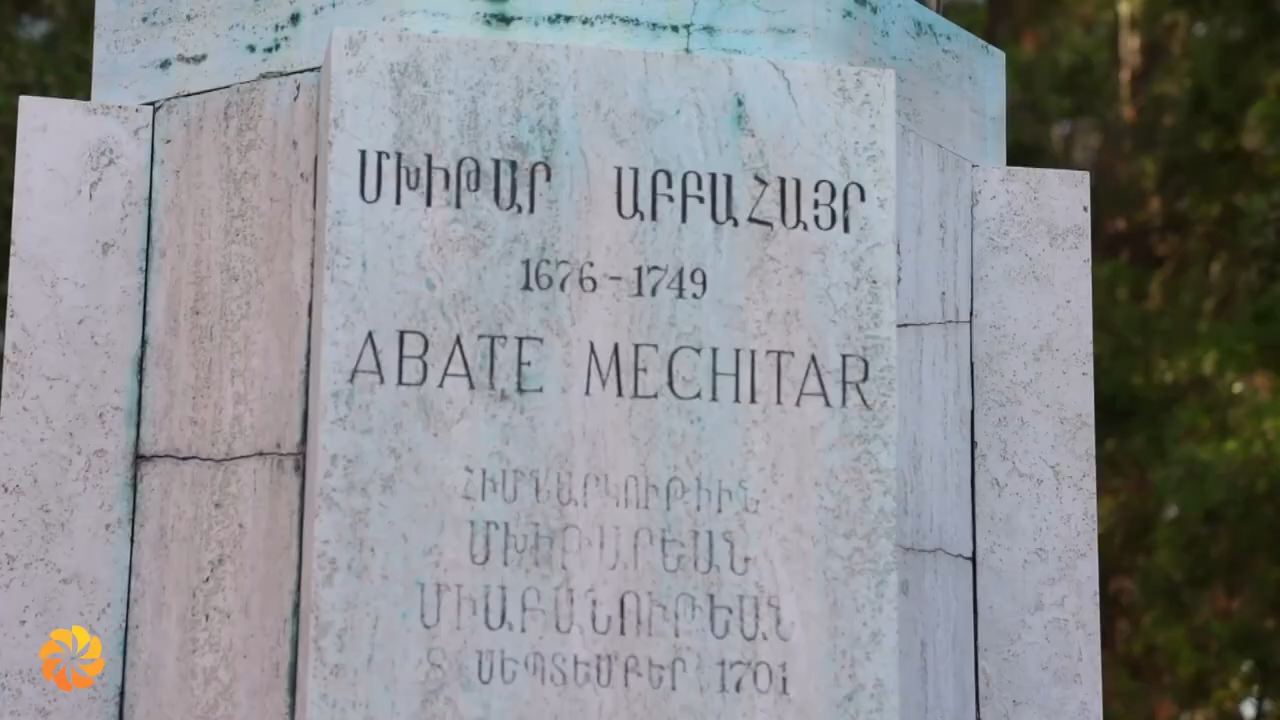 ՄԽԻԹԱՐ ԱԲԲԱՀԱՅՐ
1676-1749
ABATE MECHITAR
ՀԻՄՆԱՐԿՈՒԹԻՒՆ
ՄԽԻԹԱՐԵԱՆ
ՄԻԱԲԱՆՈՒԹԵԱՆ
8 ՍԵՊՏԵՄԲԵՐ 1701